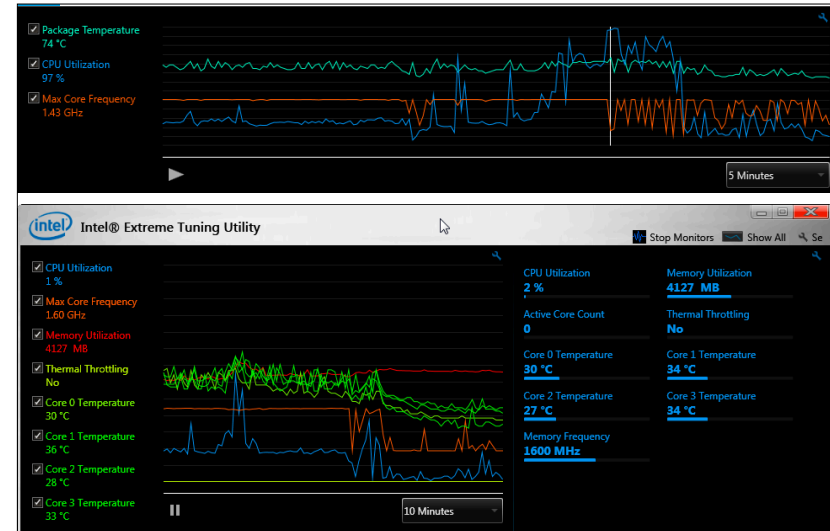 Package Temperature
74 °C
CPU Utilization
97 %
Max Core Frequency
1.43 GHz
5 Minutes
intel Intel® Extreme Tuning Utility
Stop Monitors Show All Se
CPU Utilization
1 %
Max Core Frequency
1.60 GHz
Memory Utilization
4127 MB
Thermal Throttling
No
Core 0 Temperature
30 °C
Core 1 Temperature
36 °C
Core 2 Temperature
28 °C
Core 3 Temperature
33 °C
10 Minutes
CPU Utilization Memory Utilization
2 % 4127 MB
Active Core Count Thermal Throttling
0 No
Core 0 Temperature Core 1 Temperature
30 °C 34 °C
Core 2 Temperature Core 3 Temperature
27 °C 34 °C
Memory Frequency
1600 MHz